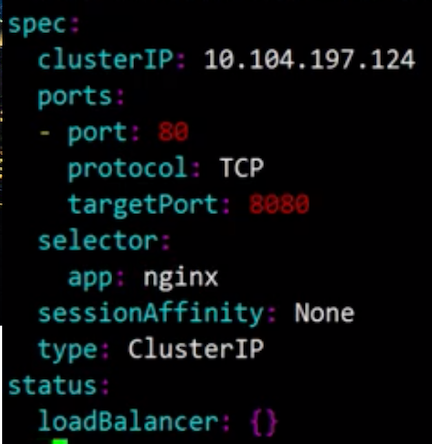 spec:
  clusterIP: 10.104.197.124
  ports:
  - port: 80
    protocol: TCP
    targetPort: 8080
  selector:
    app: nginx
  sessionAffinity: None
  type: ClusterIP
status:
  loadBalancer: {}